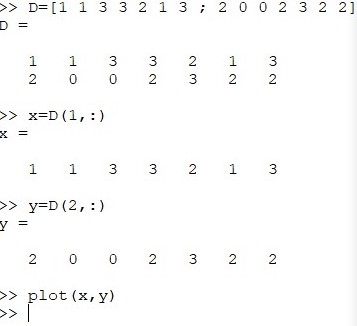 >> D=[1 1 3 3 2 1 3 ; 2 0 0 2 3 2 2]
D =
1 1 3 3 2 1 3
2 0 0 2 3 2 2
>> x=D(1,:)
x =
1 1 3 3 2 1 3
>> y=D(2,:)
y =
2 0 0 2 3 2 2
>> plot(x,y)
>>